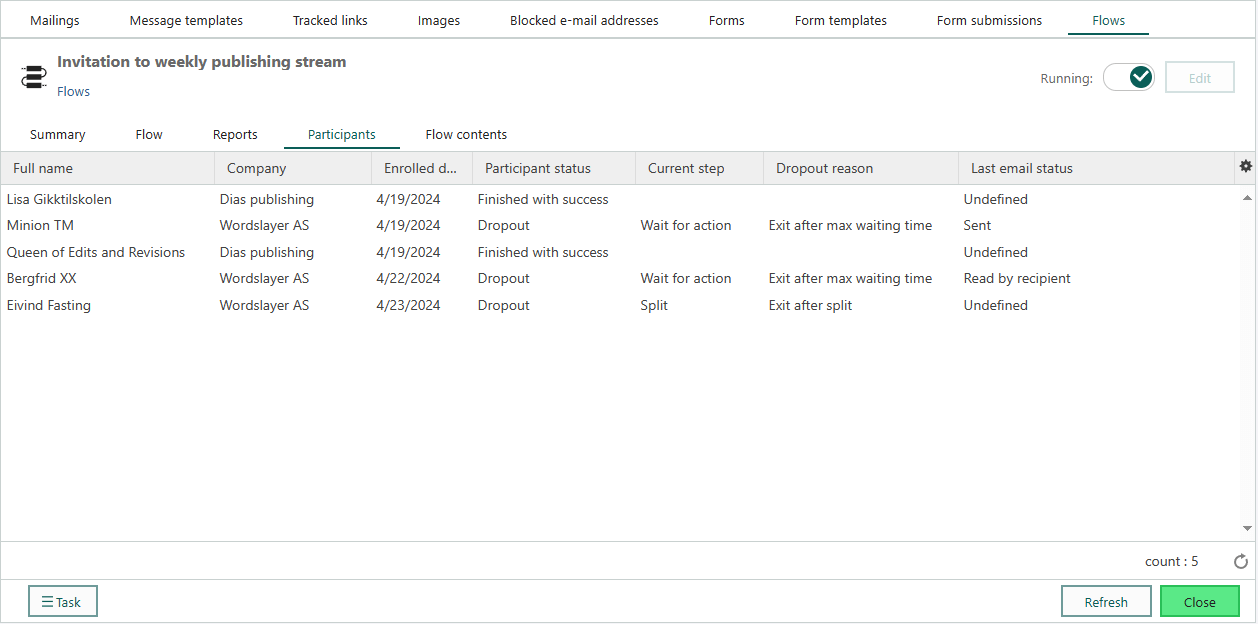 Mailings Message templates Tracked links Images Blocked e-mail addresses Forms Form templates Form submissions Flows
Invitation to weekly publishing stream
Flows
Running: Edit
Summary Flow Reports Participants Flow contents
Full name Company Enrolled d... Participant status Current step Dropout reason Last email status
Lisa Gikktilskolen Dias publishing 4/19/2024 Finished with success Undefined
Minion TM Wordslayer AS 4/19/2024 Dropout Wait for action Exit after max waiting time Sent
Queen of Edits and Revisions Dias publishing 4/19/2024 Finished with success Undefined
Bergfrid XX Wordslayer AS 4/22/2024 Dropout Wait for action Exit after max waiting time Read by recipient
Eivind Fasting Wordslayer AS 4/23/2024 Dropout Split Exit after split Undefined
count : 5
Task Refresh Close